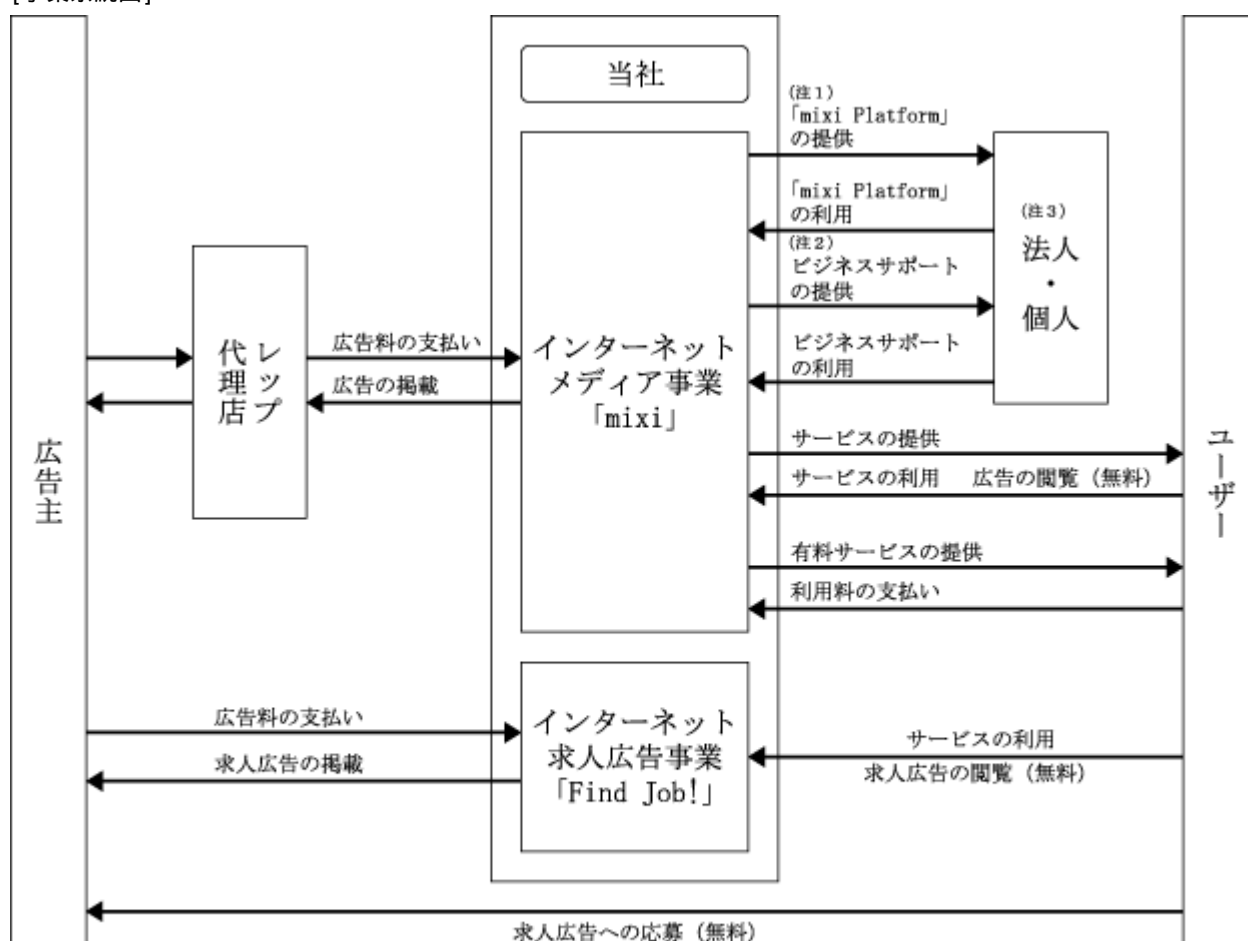 [事業系統図]
当社
(注1)
「mixi Platform」
の提供
「mixi Platform」
の利用
(注2)
ビジネスサポート
の提供
ビジネスサポート
の利用
(注3)
法人
・
個人
レップ
代理店
広告料の支払い
広告の掲載
インターネット
メディア事業
「mixi」
広告主
ユーザー
サービスの提供
サービスの利用 広告の閲覧(無料)
有料サービスの提供
利用料の支払い
広告料の支払い
求人広告の掲載
インターネット
求人広告事業
「Find Job!」
サービスの利用
求人広告の閲覧(無料)
求人広告への応募(無料)